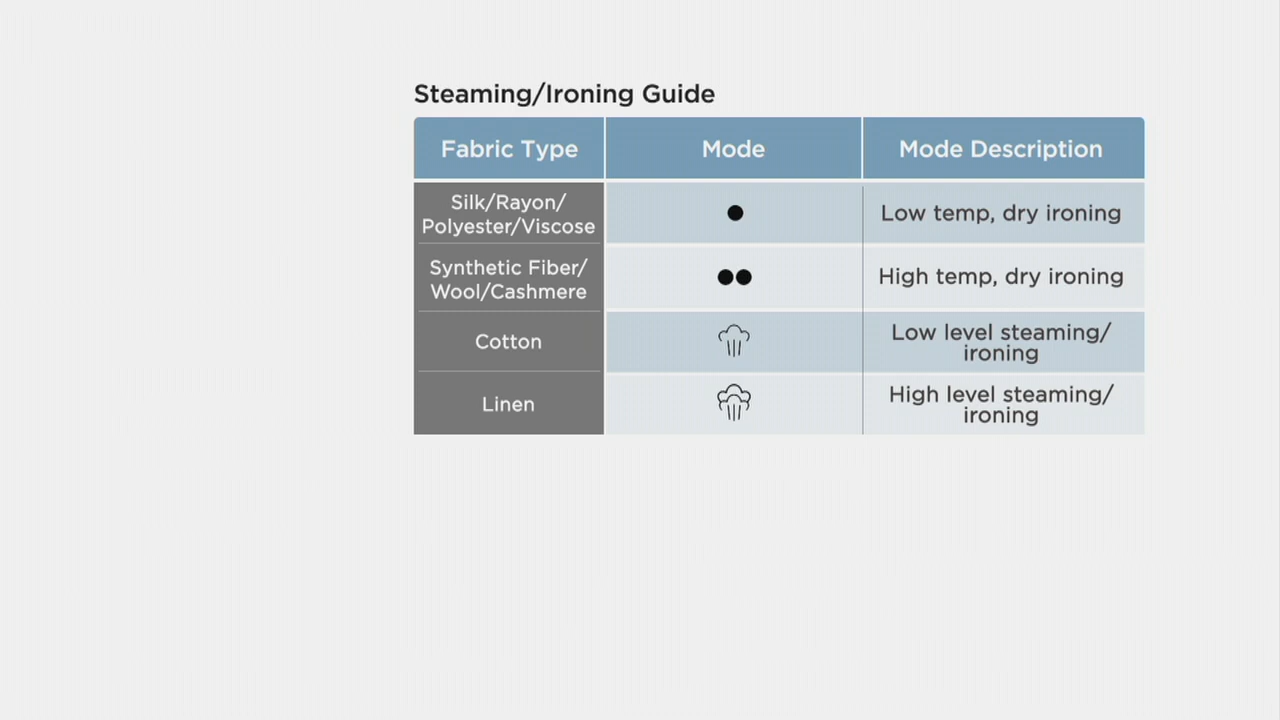 Steaming/Ironing Guide
Fabric Type
Mode
Mode Description
Silk/Rayon/
Polyester/Viscose
Low temp, dry ironing
Synthetic Fiber/
Wool/Cashmere
High temp, dry ironing
Cotton
Low level steaming/
ironing
Linen
High level steaming/
ironing